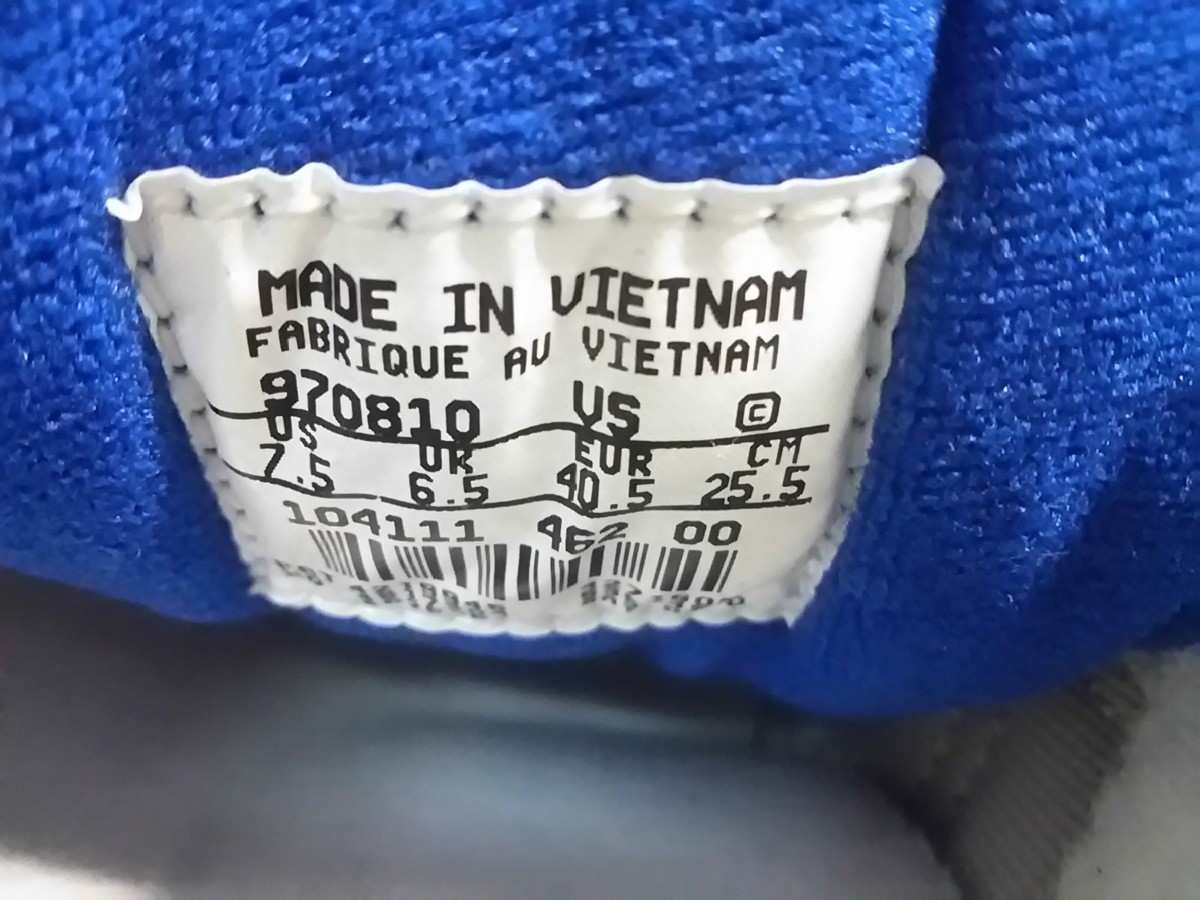 MADE IN VIETNAM
FABRIQUE AU VIETNAM
970810 VS ©
US UK EUR CM
7.5 6.5 40.5 25.5
104111 462 00